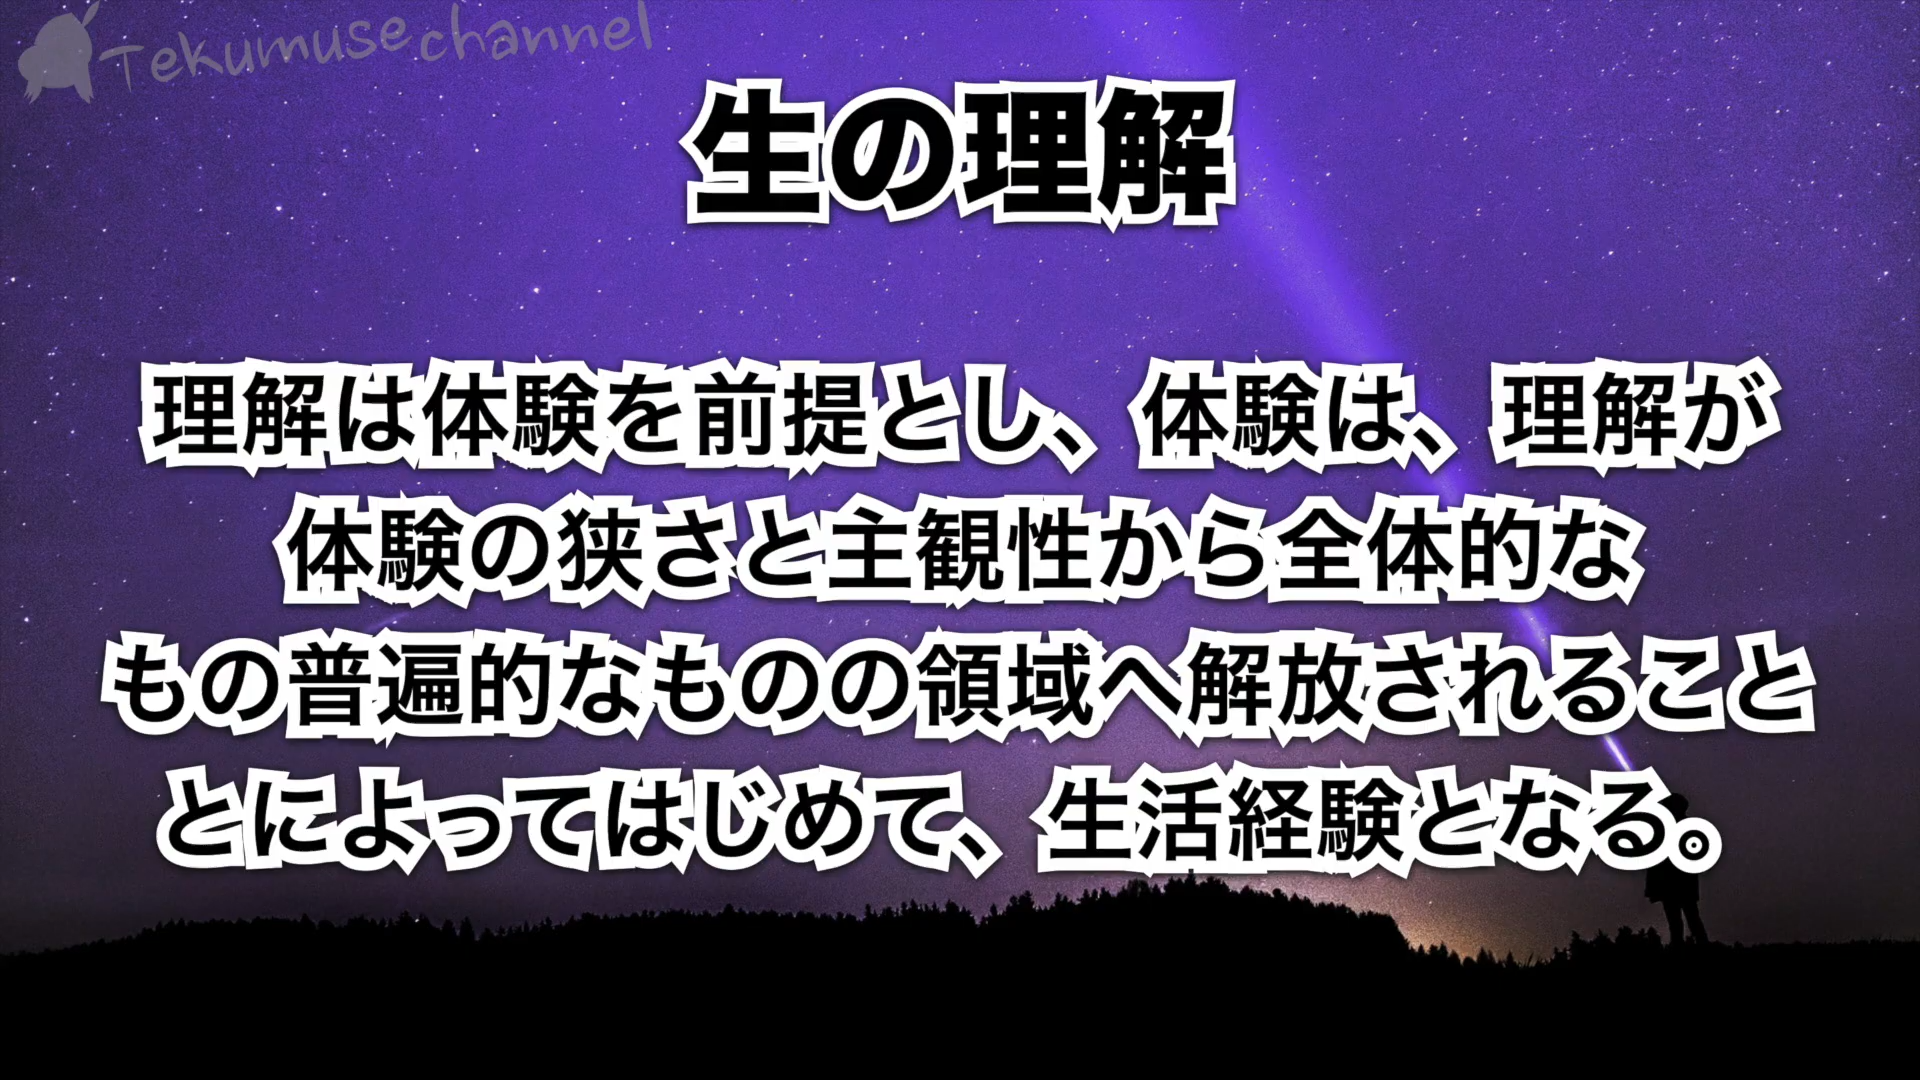 Tekumuse channel
生の理解
理解は体験を前提とし、体験は、理解が
体験の狭さと主観性から全体的な
もの普遍的なものの領域へ解放されること
とによってはじめて、生活経験となる。